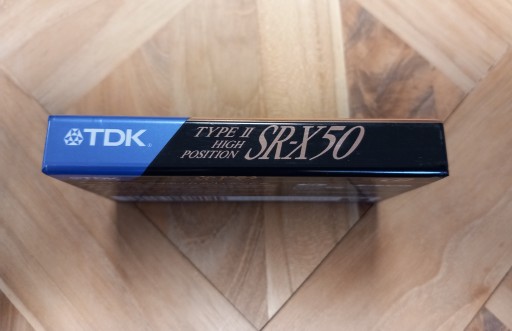 TDK
TYPE II
HIGH
POSITION
SR-X50